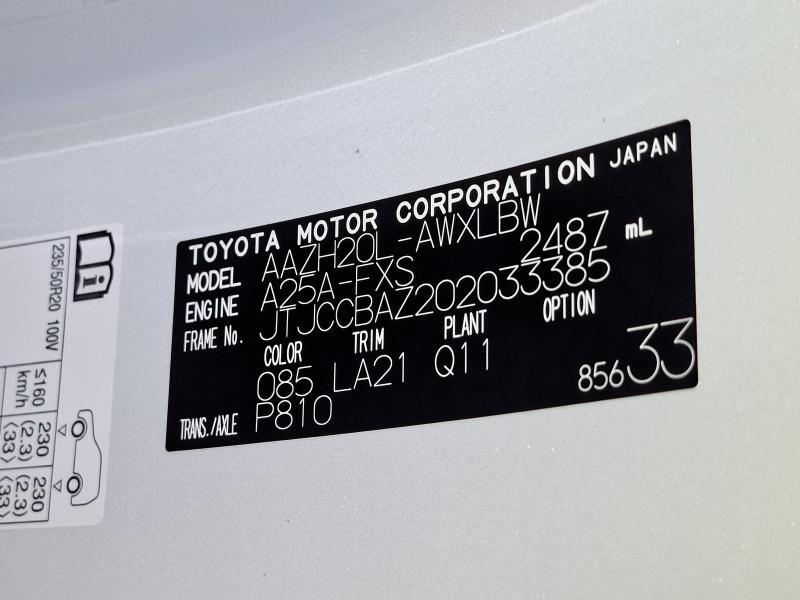 TOYOTA MOTOR CORPORATION JAPAN
MODEL AAZH20L-AWXLBW
ENGINE A25A-FXS 2487 mL
FRAME No. JTJCCBAZ202033385
COLOR TRIM PLANT OPTION
085 LA21 Q11
TRANS./AXLE P810
85633
235/50R20 100V
≤160 km/h
230 (2.3) (33)
230 (2.3) (33)